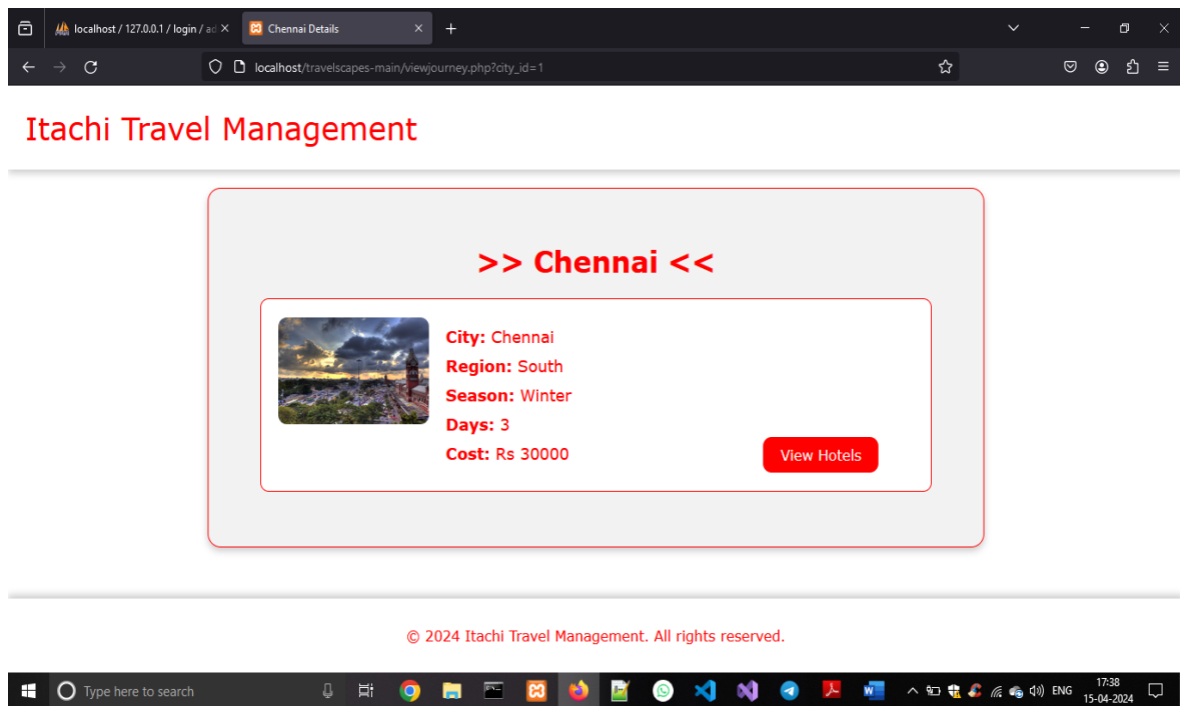 localhost / 127.0.0.1 / login / ad
Chennai Details
localhost/travelscapes-main/viewjourney.php?city_id=1
Itachi Travel Management
>> Chennai <<
City: Chennai
Region: South
Season: Winter
Days: 3
Cost: Rs 30000
View Hotels
© 2024 Itachi Travel Management. All rights reserved.
Type here to search
ENG
17:38
15-04-2024